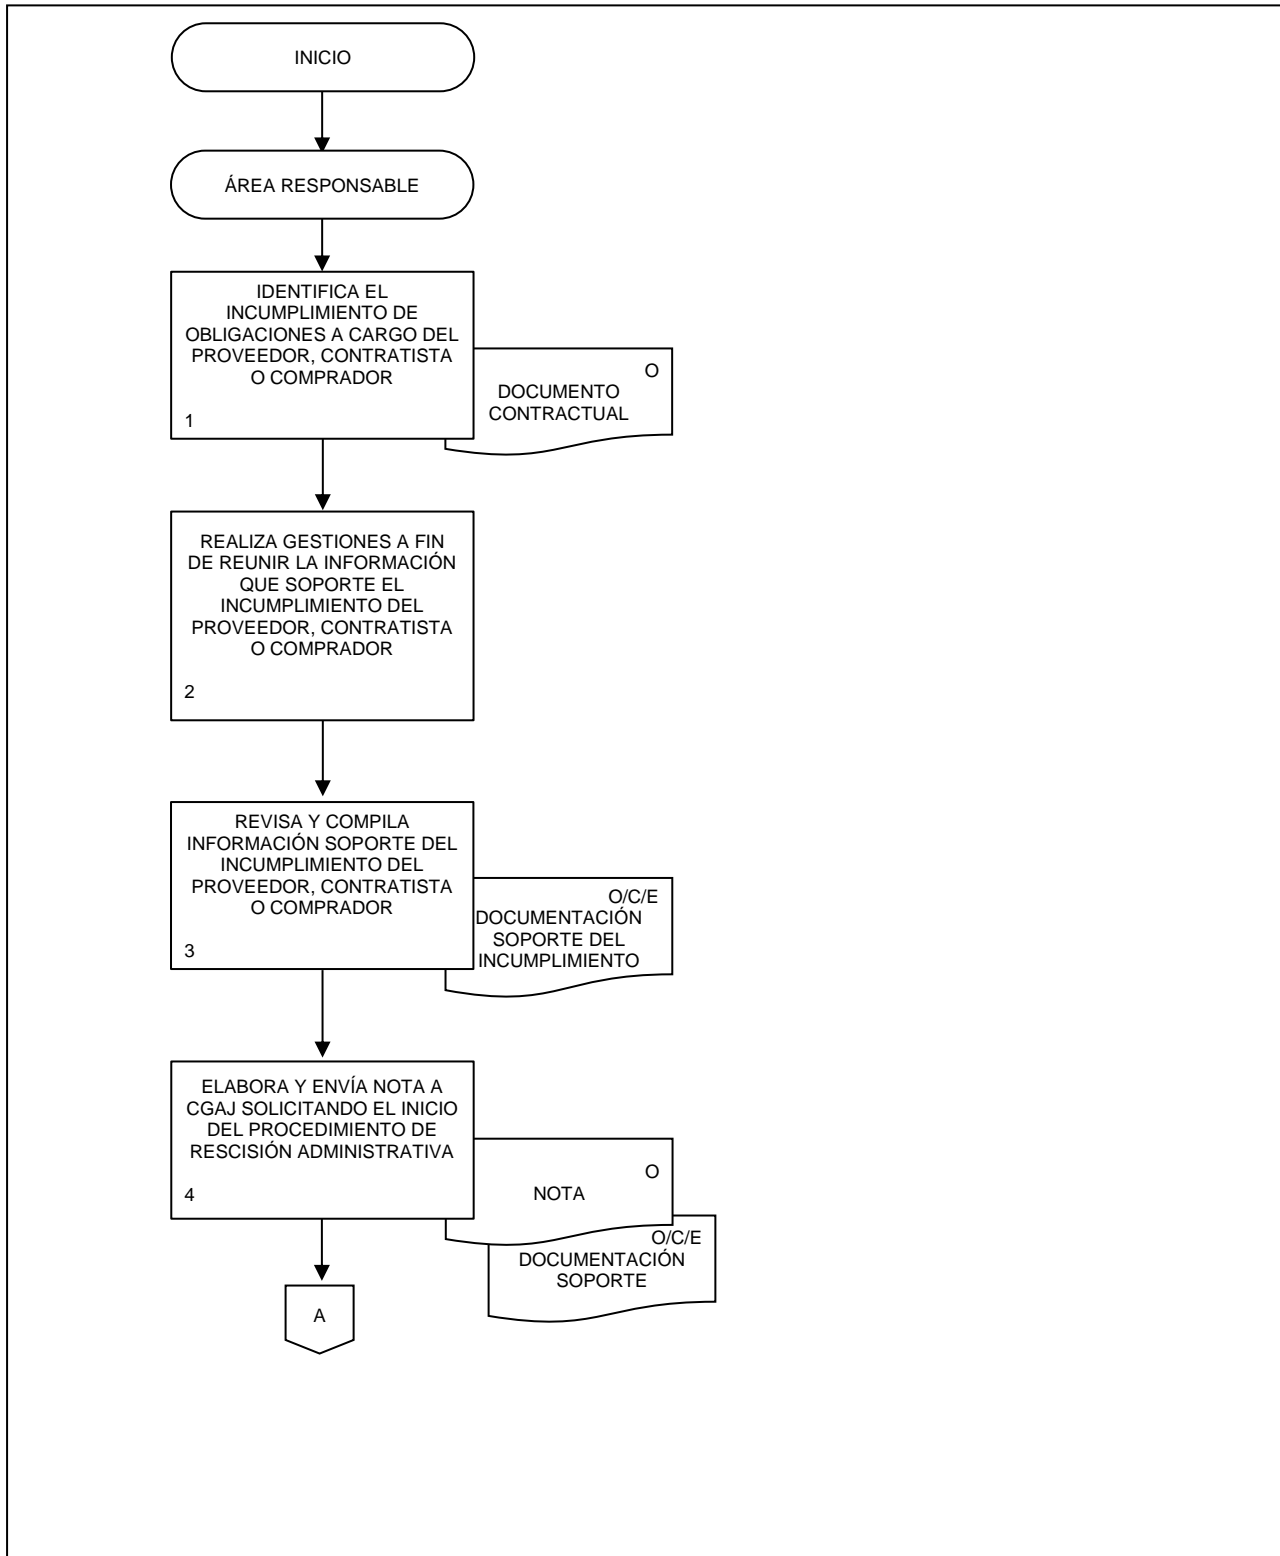 INICIO
ÁREA RESPONSABLE
IDENTIFICA EL
INCUMPLIMIENTO DE
OBLIGACIONES A CARGO DEL
PROVEEDOR, CONTRATISTA
O COMPRADOR
1
O
DOCUMENTO
CONTRACTUAL
REALIZA GESTIONES A FIN
DE REUNIR LA INFORMACIÓN
QUE SOPORTE EL
INCUMPLIMIENTO DEL
PROVEEDOR, CONTRATISTA
O COMPRADOR
2
REVISA Y COMPILA
INFORMACIÓN SOPORTE DEL
INCUMPLIMIENTO DEL
PROVEEDOR, CONTRATISTA
O COMPRADOR
3
O/C/E
DOCUMENTACIÓN
SOPORTE DEL
INCUMPLIMIENTO
ELABORA Y ENVÍA NOTA A
CGAJ SOLICITANDO EL INICIO
DEL PROCEDIMIENTO DE
RESCISIÓN ADMINISTRATIVA
4
O
NOTA
O/C/E
DOCUMENTACIÓN
SOPORTE
A